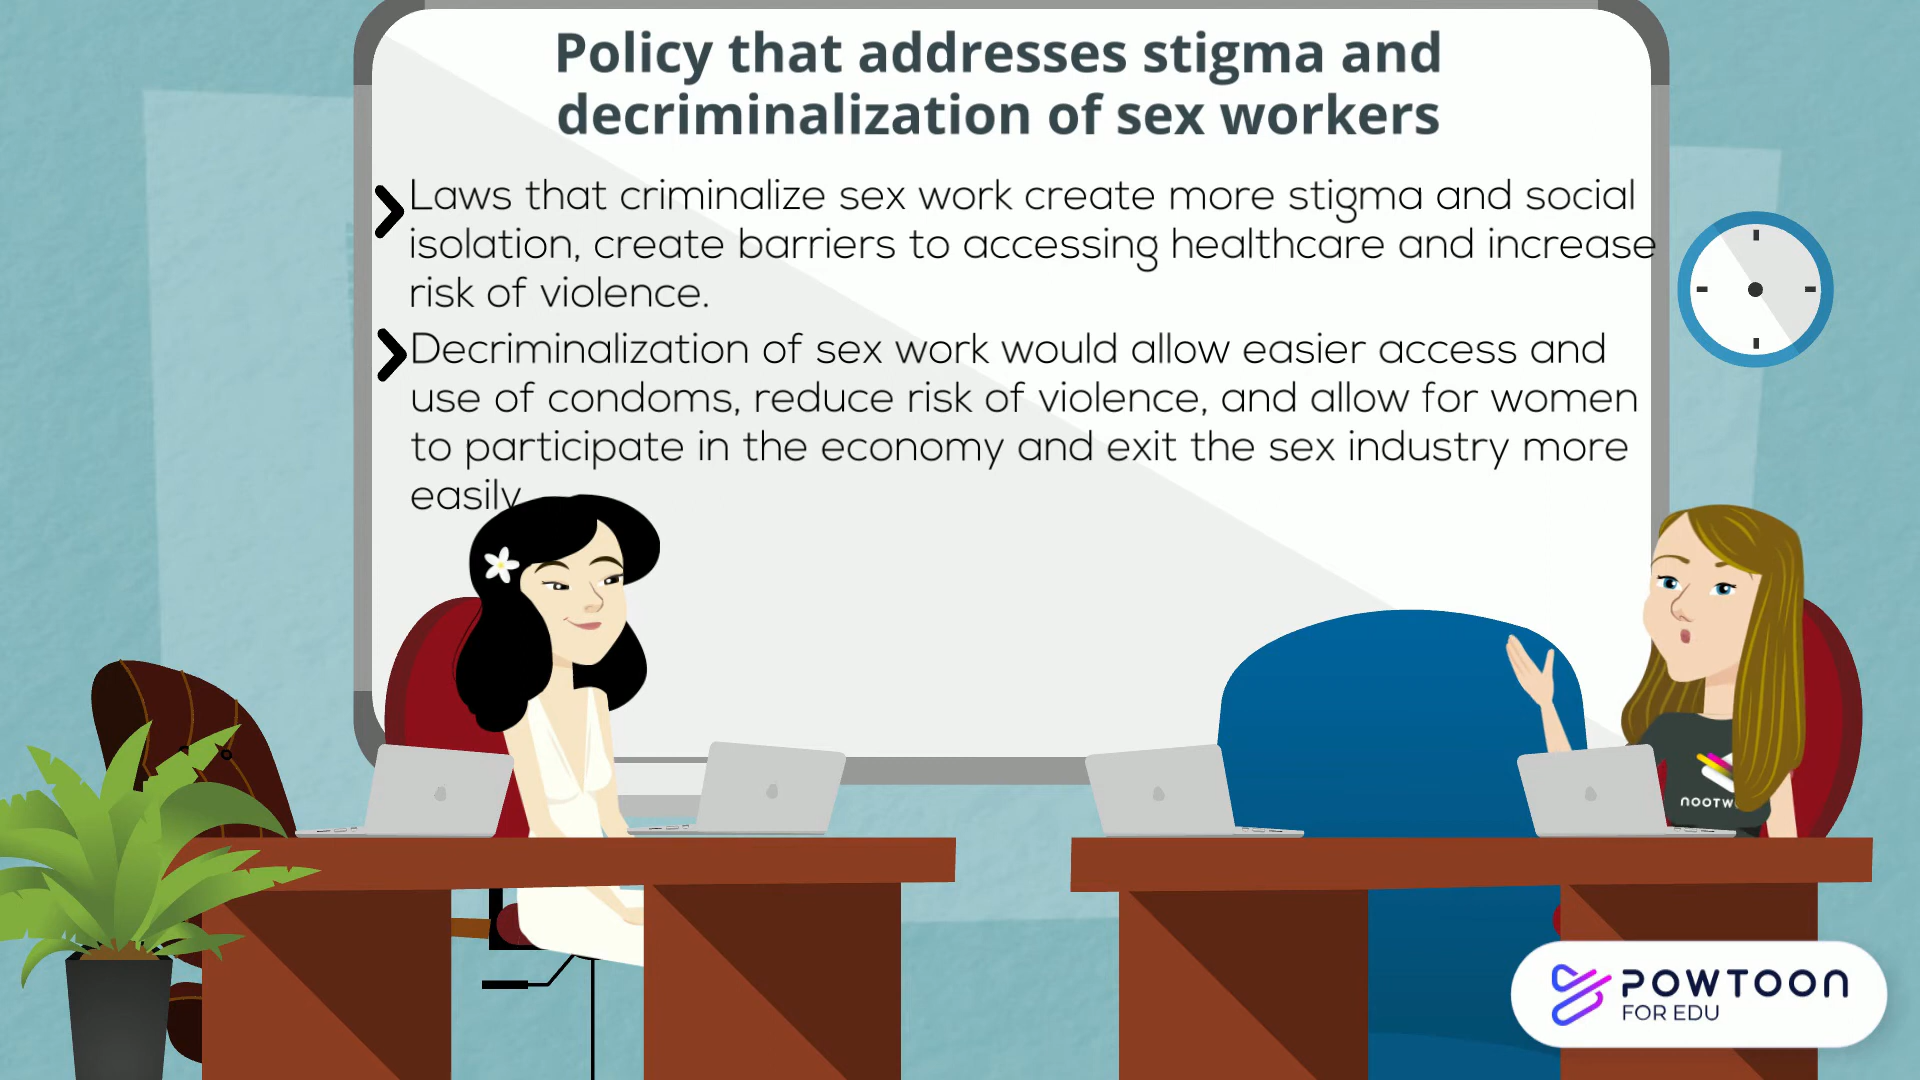 Policy that addresses stigma and
decriminalization of sex workers
Laws that criminalize sex work create more stigma and social
isolation, create barriers to accessing healthcare and increase
risk of violence.
Decriminalization of sex work would allow easier access and
use of condoms, reduce risk of violence, and allow for women
to participate in the economy and exit the sex industry more
easily
POWTOON
FOR EDU